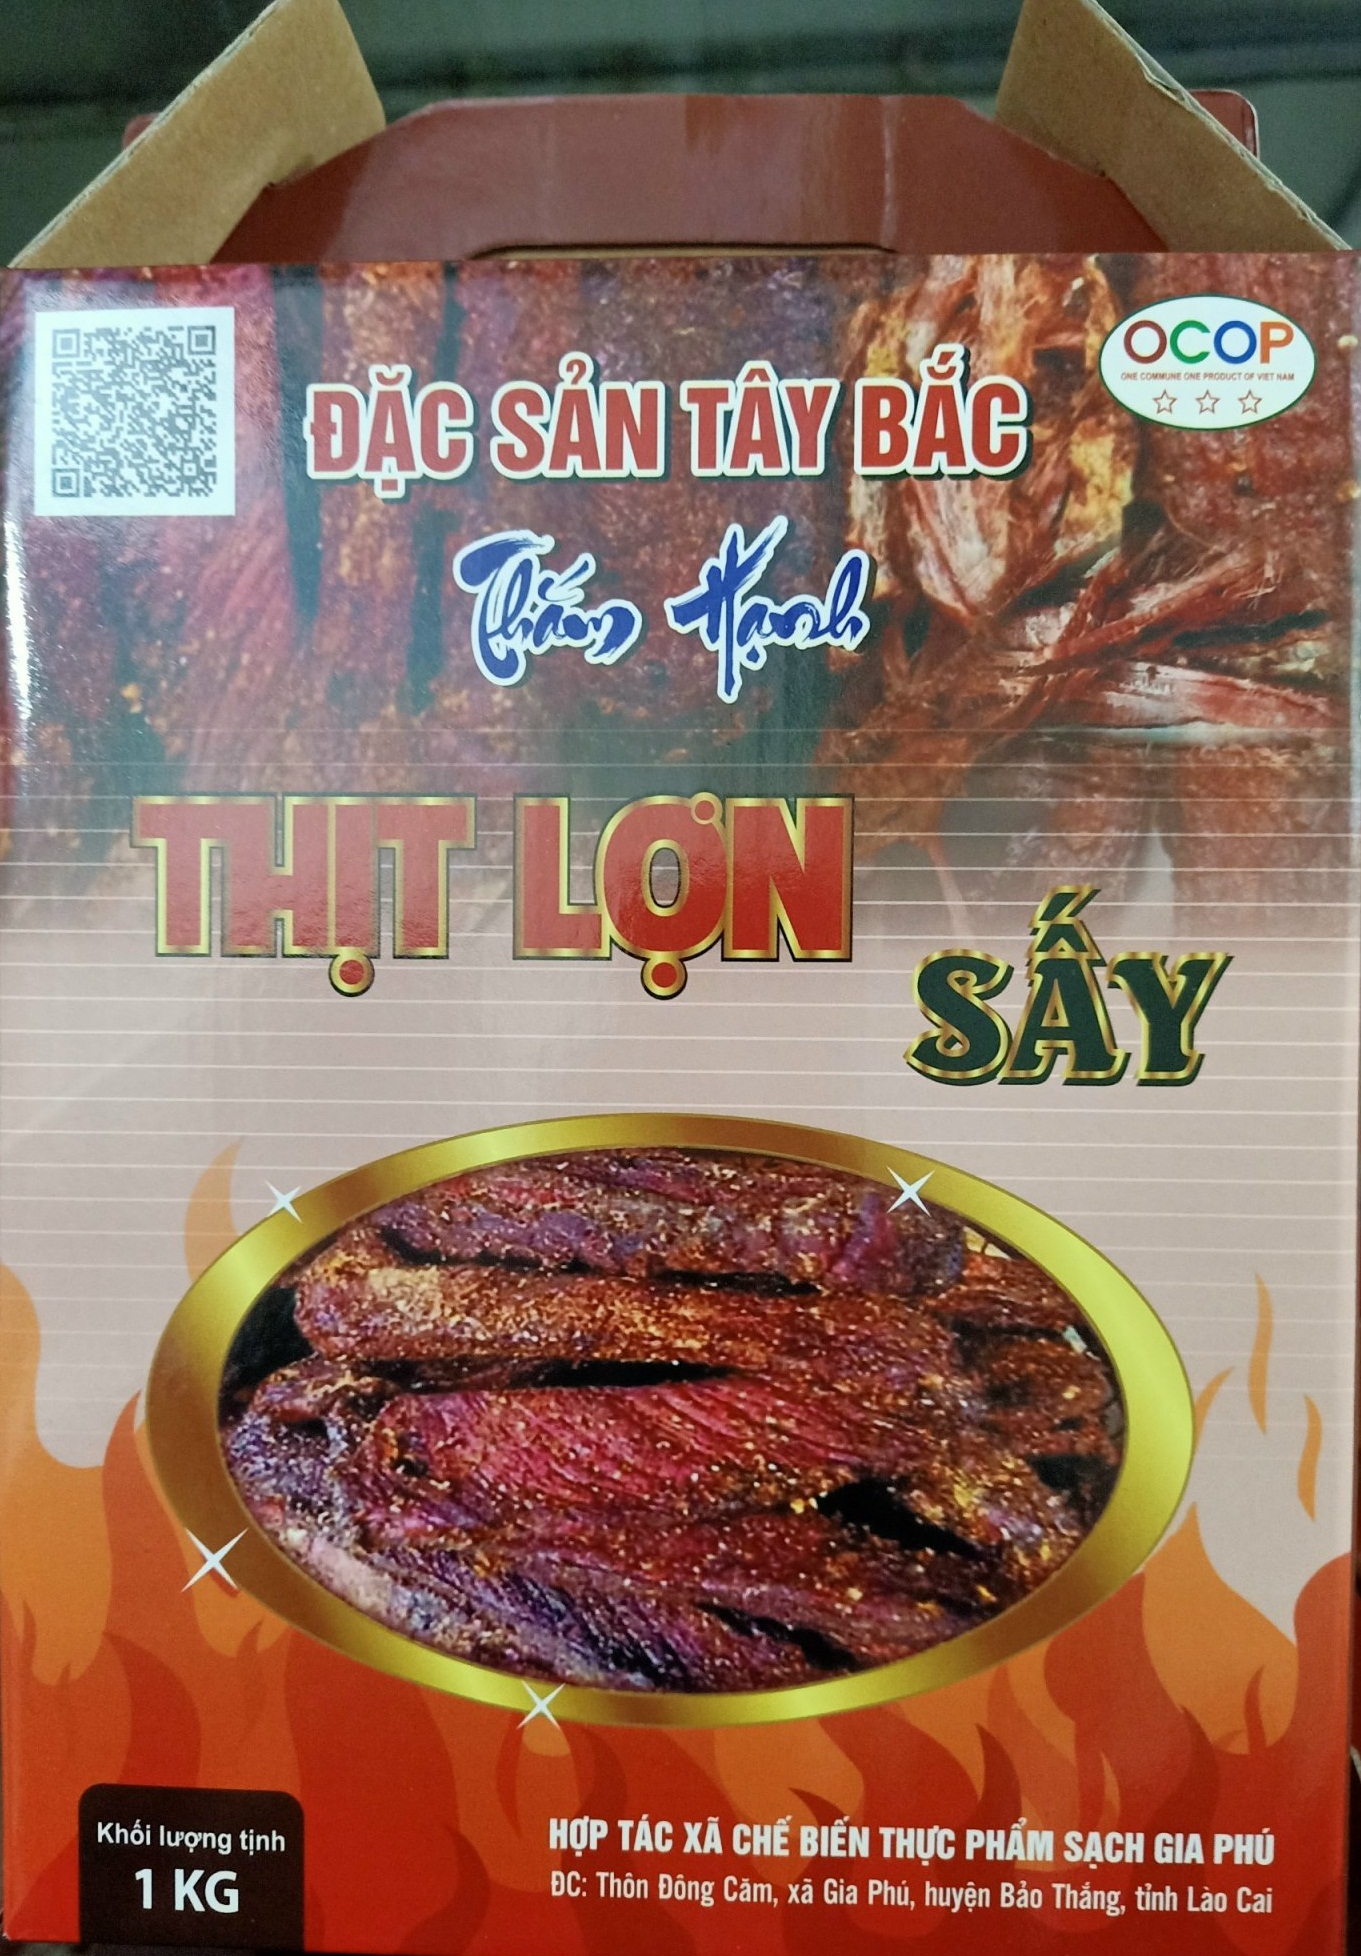 OCOP
ONE COMMUNE ONE PRODUCT OF VIET NAM
ĐẶC SẢN TÂY BẮC
Thắm Hạnh
THỊT LỢN
SẤY
Khối lượng tịnh
1 KG
HỢP TÁC XÃ CHẾ BIẾN THỰC PHẨM SẠCH GIA PHÚ
ĐC: Thôn Đông Căm, xã Gia Phú, huyện Bảo Thắng, tỉnh Lào Cai